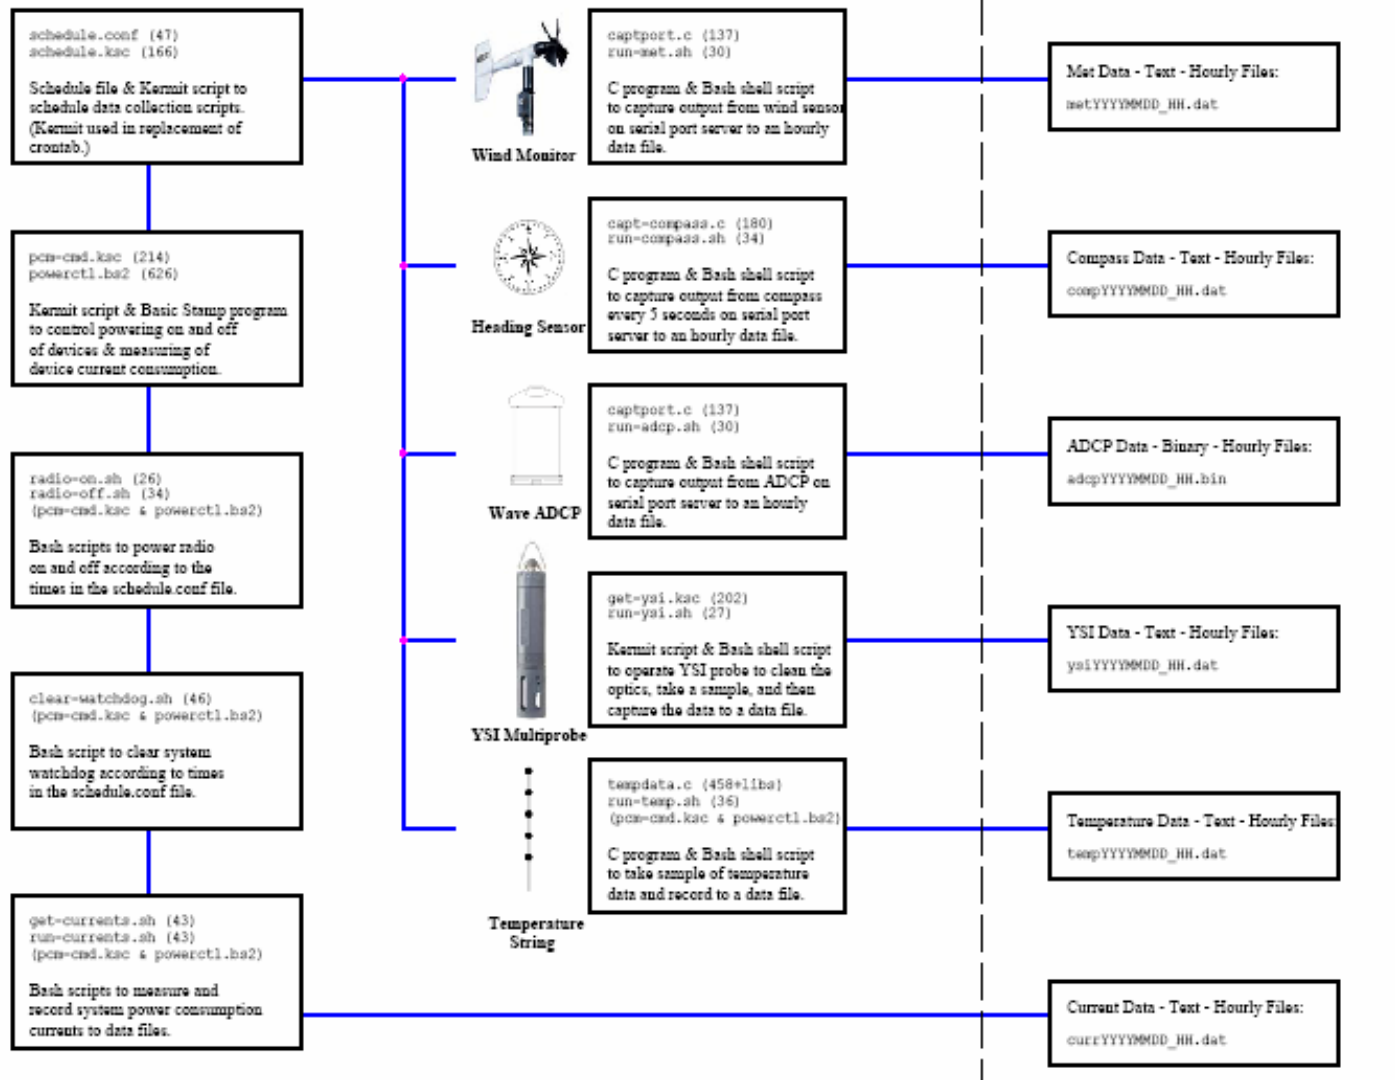 schedule.conf (47)
schedule.ksc (166)
Schedule file & Kermit script to
schedule data collection scripts.
(Kermit used in replacement of
crontab.)
pcm-cmd.ksc (214)
powerctl.bs2 (626)
Kermit script & Basic Stamp program
to control powering on and off
of devices & measuring of
device current consumption.
radio-on.sh (26)
radio-off.sh (34)
(pcm-cmd.ksc & powerctl.bs2)
Bash scripts to power radio
on and off according to the
times in the schedule.conf file.
clear-watchdog.sh (46)
(pcm-cmd.ksc & powerctl.bs2)
Bash script to clear system
watchdog according to times
in the schedule.conf file.
get-currents.sh (43)
run-currents.sh (43)
(pcm-cmd.ksc & powerctl.bs2)
Bash scripts to measure and
record system power consumption
currents to data files.
Wind Monitor
captport.c (137)
run-met.sh (30)
C program & Bash shell script
to capture output from wind sensor
on serial port server to an hourly
data file.
Heading Sensor
capt-compass.c (180)
run-compass.sh (34)
C program & Bash shell script
to capture output from compass
every 5 seconds on serial port
server to an hourly data file.
Wave ADCP
captport.c (137)
run-adcp.sh (30)
C program & Bash shell script
to capture output from ADCP on
serial port server to an hourly
data file.
YSI Multiprobe
get-ysi.ksc (202)
run-ysi.sh (27)
Kermit script & Bash shell script
to operate YSI probe to clean the
optics, take a sample, and then
capture the data to a data file.
Temperature
String
tempdata.c (458+libs)
run-temp.sh (36)
(pcm-cmd.ksc & powerctl.bs2)
C program & Bash shell script
to take sample of temperature
data and record to a data file.
Met Data - Text - Hourly Files:
metYYYYMMDD_HH.dat
Compass Data - Text - Hourly Files:
compYYYYMMDD_HH.dat
ADCP Data - Binary - Hourly Files:
adcpYYYYMMDD_HH.bin
YSI Data - Text - Hourly Files:
ysiYYYYMMDD_HH.dat
Temperature Data - Text - Hourly Files:
tempYYYYMMDD_HH.dat
Current Data - Text - Hourly Files:
currYYYYMMDD_HH.dat